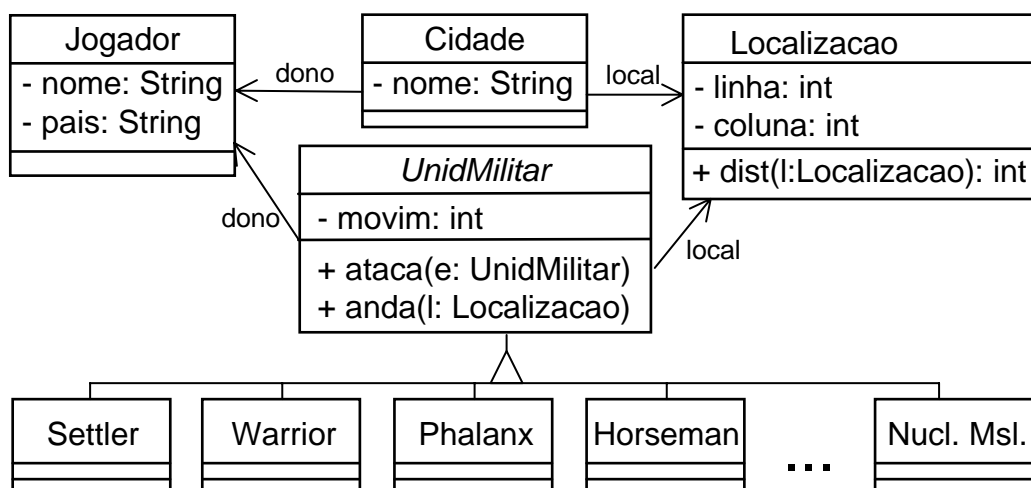 Jogador
- nome: String
- pais: String
dono
Cidade
- nome: String
local
Localizacao
- linha: int
- coluna: int
+ dist(l:Localizacao): int
dono
UnidMilitar
- movim: int
+ ataca(e: UnidMilitar)
+ anda(l: Localizacao)
local
Settler
Warrior
Phalanx
Horseman
...
Nucl. Msl.